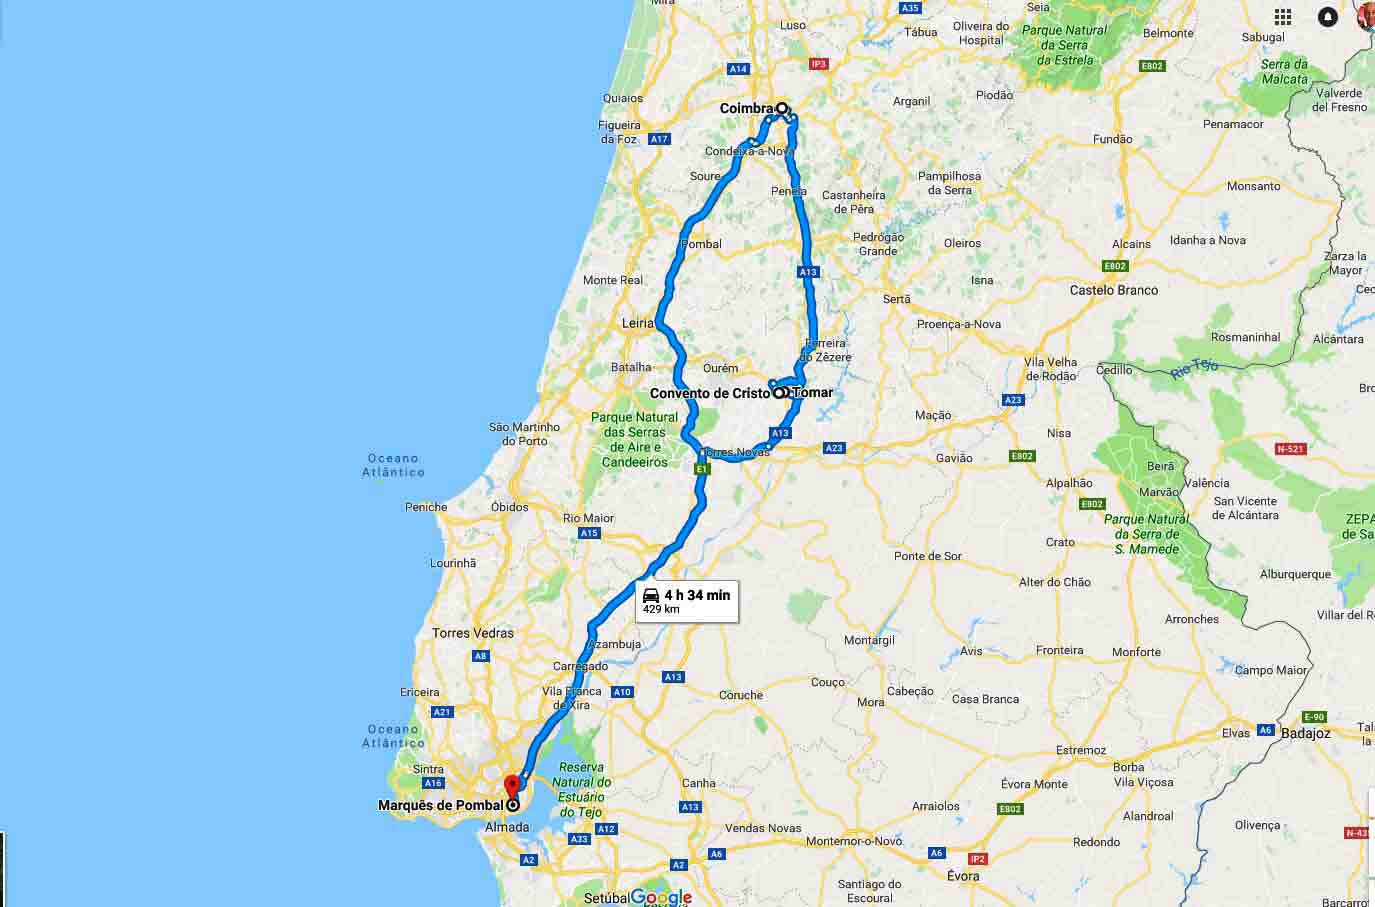 Mira
A35
Seia
Luso
Oliveira do
Hospital
Tábua
Parque Natural
da Serra
da Estrela
Belmonte
Sabugal
A14
IP3
E802
Serra da
Malcata
Quiaios
Coimbra
Arganil
Piodão
Valverde
del Fresno
Figueira
da Foz
A17
Penamacor
Fundão
Condeixa-a-Nova
Soure
Penela
Castanheira
de Pêra
Pampilhosa
da Serra
Monsanto
Pombal
Pedrógão
Grande
Oleiros
Alcains
Idanha a Nova
Zarza la
Mayor
E802
A13
Monte Real
Isna
Castelo Branco
Sertã
Leiria
Proença-a-Nova
Rosmaninhal
Alcántara
Ferreira
do Zêzere
Batalha
Ourém
Vila Velha
de Rodão
Cedillo
Rio Tejo
Convento de Cristo
Tomar
A23
Mação
Parque Natural
das Serras
de Aire e
Candeeiros
São Martinho
do Porto
A13
A23
Nisa
N-521
Torres Novas
Gavião
E802
Oceano
Atlântico
E1
Beirã
Alpalhão
Marvão
Valência
Peniche
Óbidos
E802
San Vicente
de Alcántara
Rio Maior
A15
Parque Natural
da Serra de
S. Mamede
Crato
Ponte de Sor
Lourinhã
Alter do Chão
Alburquerque
4 h 34 min
429 km
Arronches
Villar del
Torres Vedras
Azambuja
Montargil
A8
Carregado
Avis
Fronteira
Monforte
Campo Maior
A13
Ericeira
Vila Franca
de Xira
A10
Couço
Mora
Cabeção
Casa Branca
Coruche
A21
Oceano
Atlântico
E-90
A6
Elvas
Badajoz
Estremoz
Sintra
A16
Reserva
Natural do
Estuário
do Tejo
Canha
Borba
Vila Viçosa
Évora Monte
Marquês de Pombal
A13
Arraiolos
E802
Alandroal
Almada
A12
A33
Vendas Novas
Montemor-o-Novo
Redondo
Olivença
A2
A2
A6
A6
IP2
Évora
Setúbal
Google
Santiago do
Escoural
Barcarrot